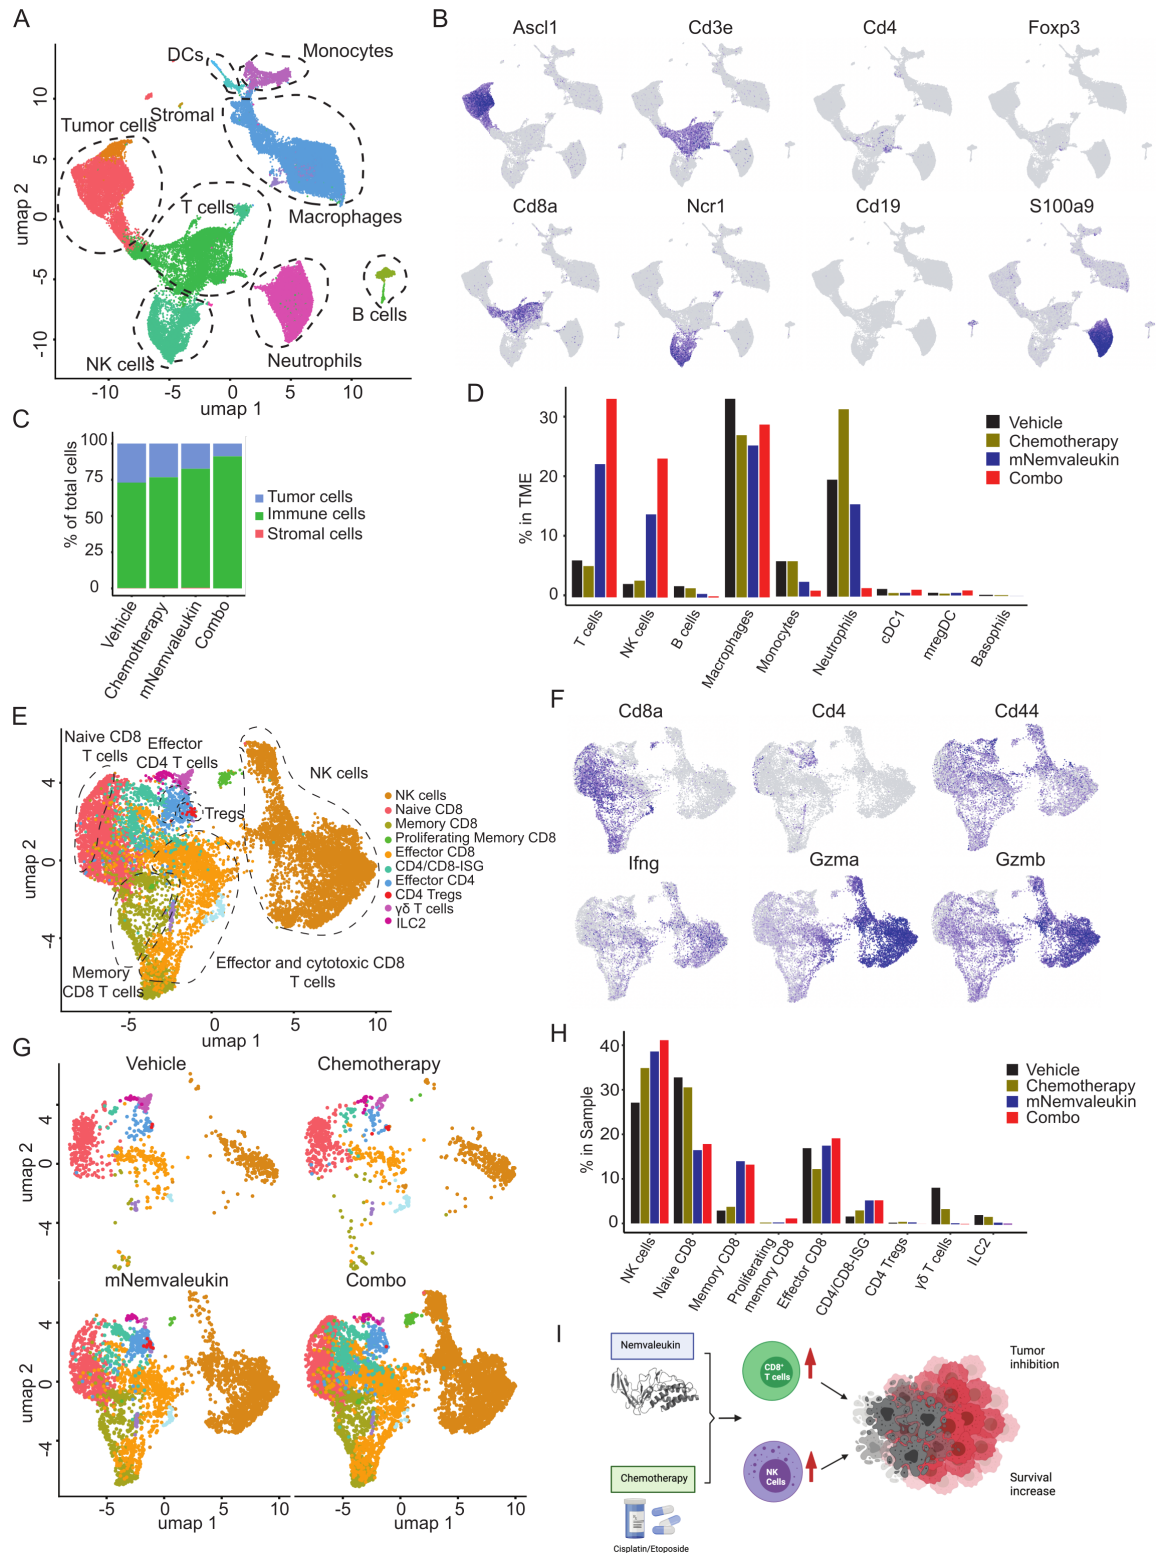 A
DCs
Monocytes
Stromal
Tumor cells
T cells
Macrophages
B cells
NK cells
Neutrophils
10
5
0
-5
-10
umap 2
-10
-5
0
5
10
umap 1
B
Ascl1
Cd3e
Cd4
Foxp3
Cd8a
Ncr1
Cd19
S100a9
C
100
75
50
25
0
% of total cells
Tumor cells
Immune cells
Stromal cells
Vehicle
Chemotherapy
mNemvaleukin
Combo
D
30
20
10
0
% in TME
Vehicle
Chemotherapy
mNemvaleukin
Combo
T cells
NK cells
B cells
Macrophages
Monocytes
Neutrophils
cDC1
mregDC
Basophils
E
Naive CD8
T cells
Effector
CD4 T cells
NK cells
Tregs
Memory
CD8 T cells
Effector and cytotoxic CD8
T cells
4
0
-4
umap 2
-5
0
5
10
umap 1
NK cells
Naive CD8
Memory CD8
Proliferating Memory CD8
Effector CD8
CD4/CD8-ISG
Effector CD4
CD4 Tregs
γδ T cells
ILC2
F
Cd8a
Cd4
Cd44
Ifng
Gzma
Gzmb
G
Vehicle
Chemotherapy
4
0
-4
umap 2
mNemvaleukin
Combo
4
0
-4
umap 2
-5
0
5
10
umap 1
-5
0
5
10
umap 1
H
40
30
20
10
0
% in Sample
Vehicle
Chemotherapy
mNemvaleukin
Combo
NK cells
Naive CD8
Memory CD8
Proliferating
memory CD8
Effector CD8
CD4/CD8-ISG
CD4 Tregs
γδ T cells
ILC2
I
Nemvaleukin
CD8+
T cells
Tumor
inhibition
Chemotherapy
NK
Cells
Survival
increase
Cisplatin/Etoposide